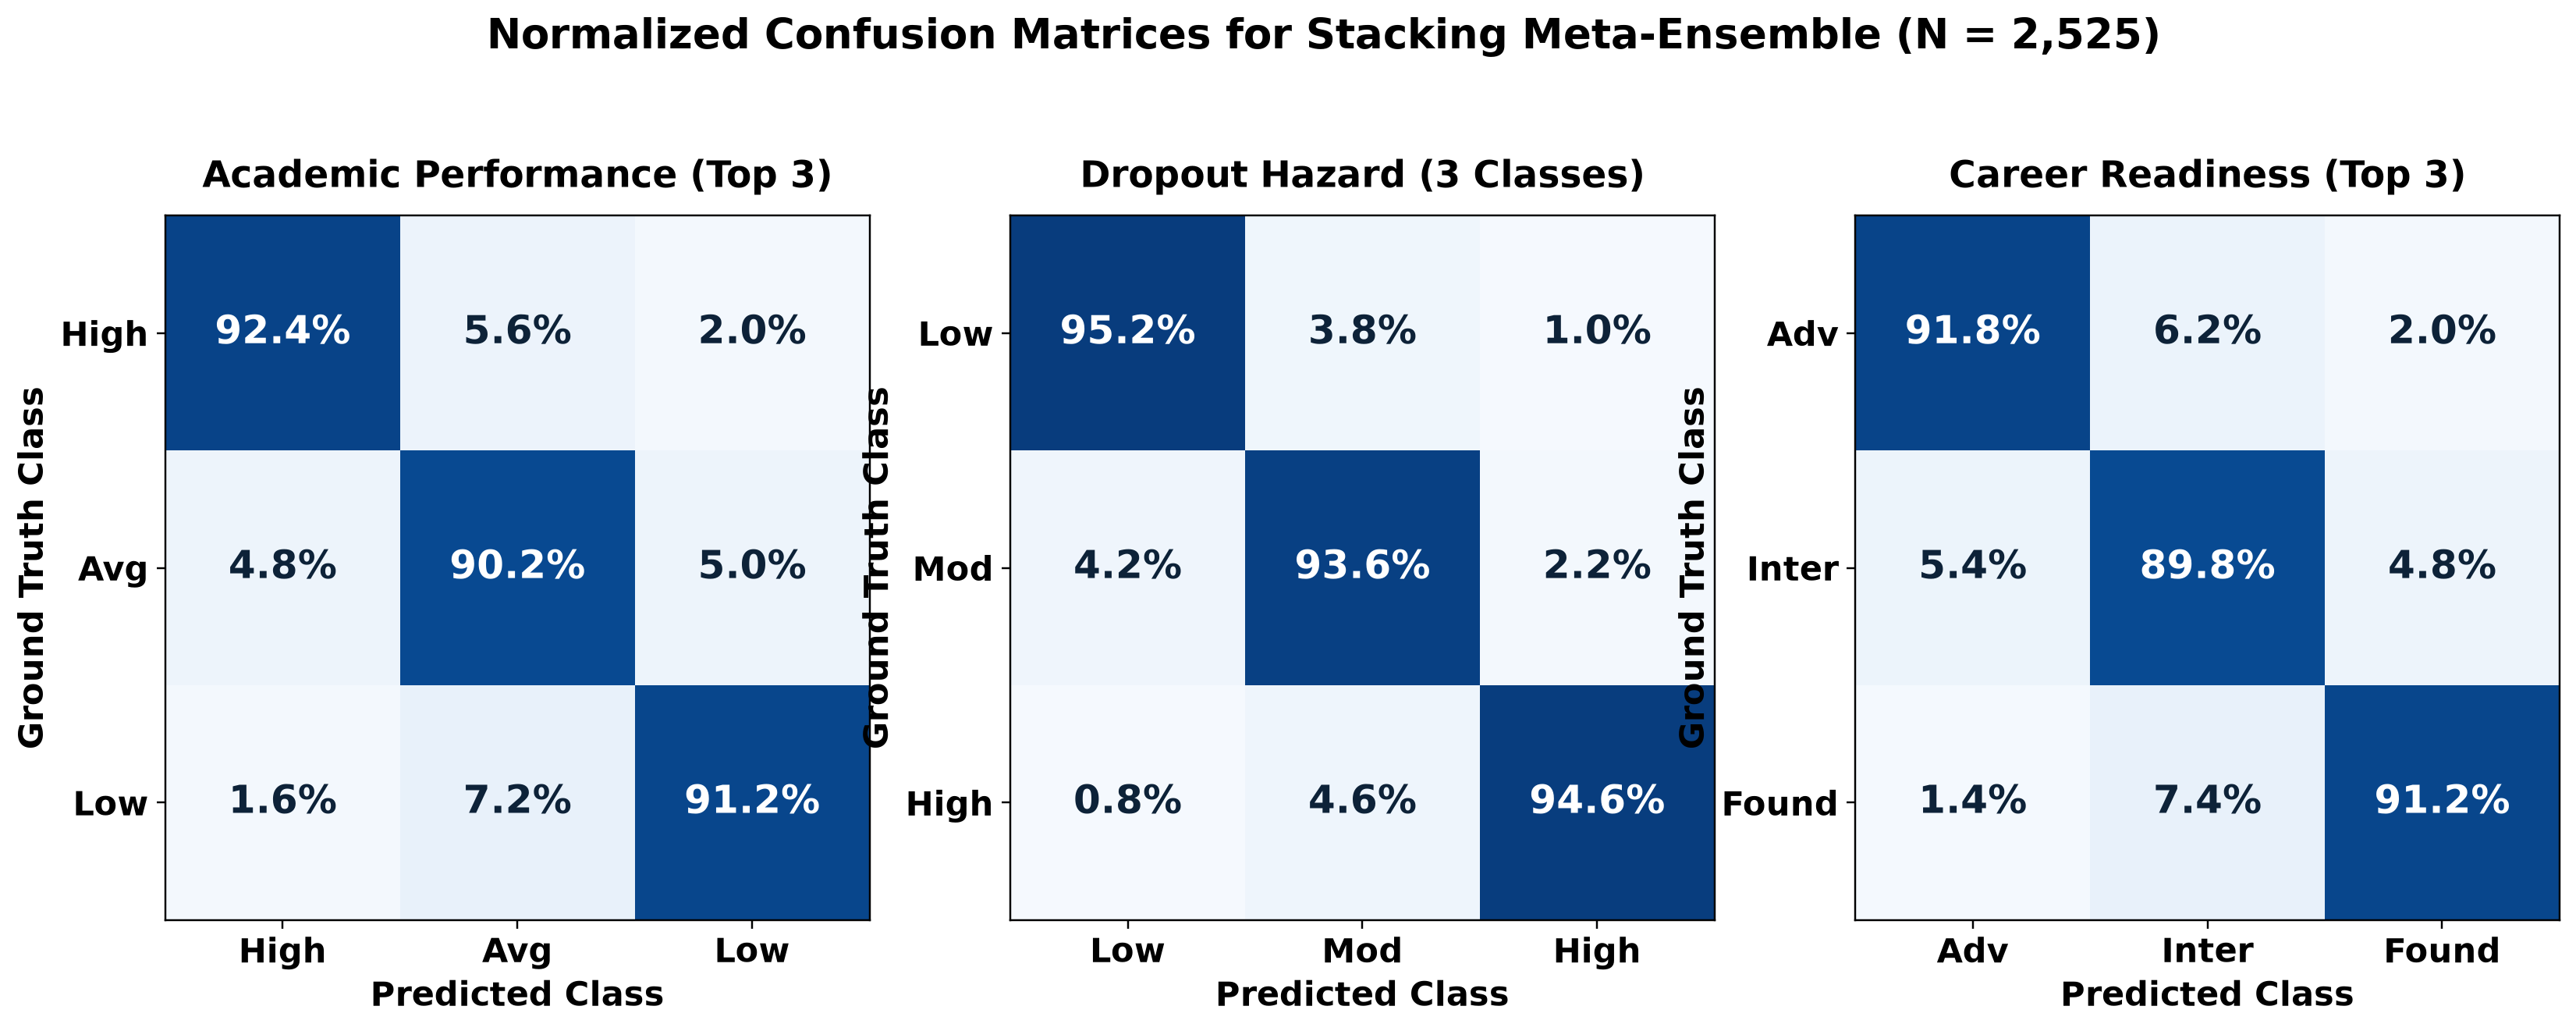 Normalized Confusion Matrices for Stacking Meta-Ensemble (N = 2,525)
Academic Performance (Top 3)
Ground Truth Class
High 92.4% 5.6% 2.0%
Avg 4.8% 90.2% 5.0%
Low 1.6% 7.2% 91.2%
High Avg Low
Predicted Class
Dropout Hazard (3 Classes)
Ground Truth Class
Low 95.2% 3.8% 1.0%
Mod 4.2% 93.6% 2.2%
High 0.8% 4.6% 94.6%
Low Mod High
Predicted Class
Career Readiness (Top 3)
Ground Truth Class
Adv 91.8% 6.2% 2.0%
Inter 5.4% 89.8% 4.8%
Found 1.4% 7.4% 91.2%
Adv Inter Found
Predicted Class